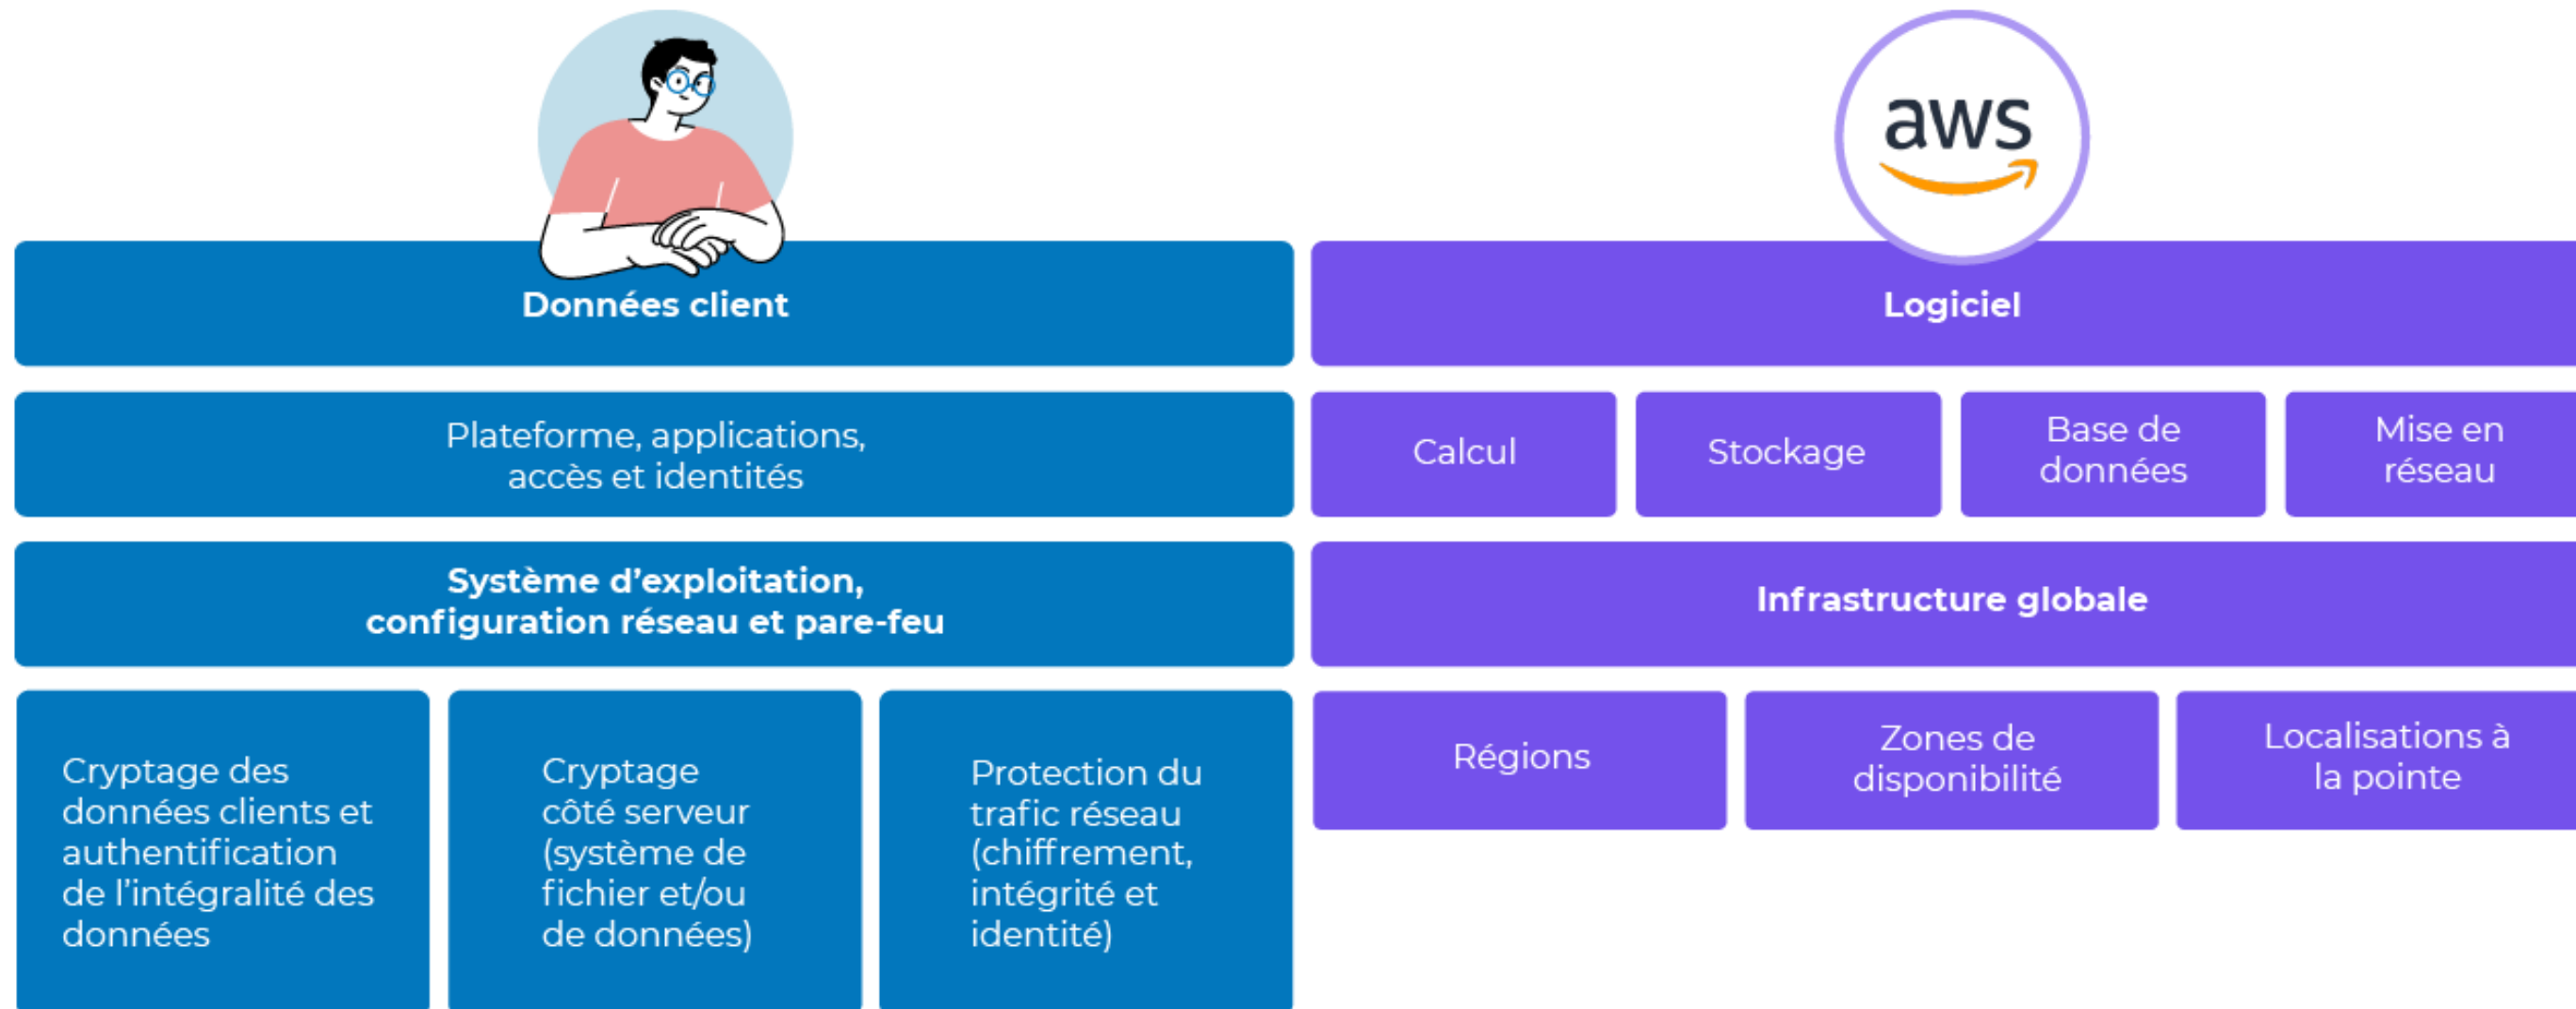 aws
Données client
Logiciel
Plateforme, applications,
accès et identités
Calcul
Stockage
Base de
données
Mise en
réseau
Système d'exploitation,
configuration réseau et pare-feu
Infrastructure globale
Cryptage des
données clients et
authentification
de l'intégralité des
données
Cryptage
côté serveur
(système de
fichier et/ou
de données)
Protection du
trafic réseau
(chiffrement,
intégrité et
identité)
Régions
Zones de
disponibilité
Localisations à
la pointe